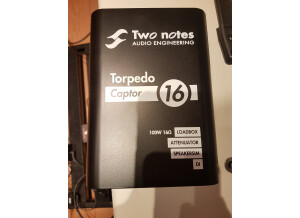 Two notes
AUDIO ENGINEERING
Torpedo
Captor 16
100W 16Ω LOADBOX
ATTENUATOR
SPEAKERSIM
DI